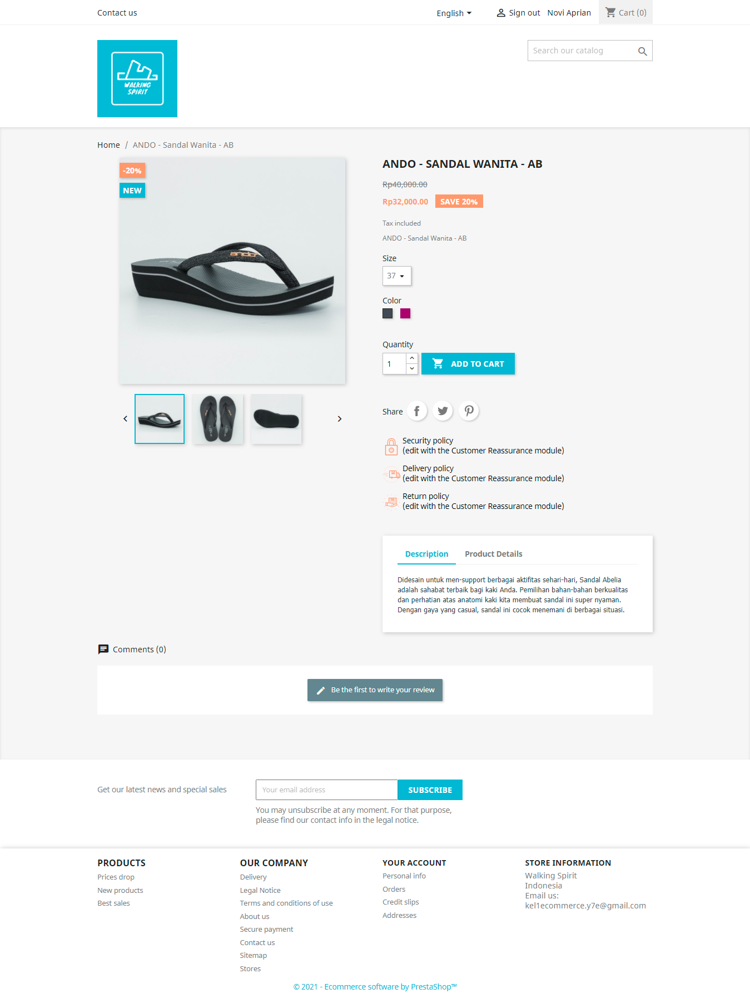 Contact us
English
Sign out
Novi Aprian
Cart (0)
WALKING
SPIRIT
Search our catalog
Home / ANDO - Sandal Wanita - AB
-20%
NEW
ando
ANDO - SANDAL WANITA - AB
Rp40,000.00
Rp32,000.00 SAVE 20%
Tax included
ANDO - Sandal Wanita - AB
Size
37
Color
Quantity
1
ADD TO CART
Share
Security policy
(edit with the Customer Reassurance module)
Delivery policy
(edit with the Customer Reassurance module)
Return policy
(edit with the Customer Reassurance module)
Description Product Details
Didesain untuk men-support berbagai aktifitas sehari-hari, Sandal Abelia
adalah sahabat terbaik bagi kaki Anda. Pemilihan bahan-bahan berkualitas
dan perhatian atas anatomi kaki kita membuat sandal ini super nyaman.
Dengan gaya yang casual, sandal ini cocok menemani di berbagai situasi.
Comments (0)
Be the first to write your review
Get our latest news and special sales
Your email address
SUBSCRIBE
You may unsubscribe at any moment. For that purpose,
please find our contact info in the legal notice.
PRODUCTS
Prices drop
New products
Best sales
OUR COMPANY
Delivery
Legal Notice
Terms and conditions of use
About us
Secure payment
Contact us
Sitemap
Stores
YOUR ACCOUNT
Personal info
Orders
Credit slips
Addresses
STORE INFORMATION
Walking Spirit
Indonesia
Email us:
kel1ecommerce.y7e@gmail.com
© 2021 - Ecommerce software by PrestaShop™